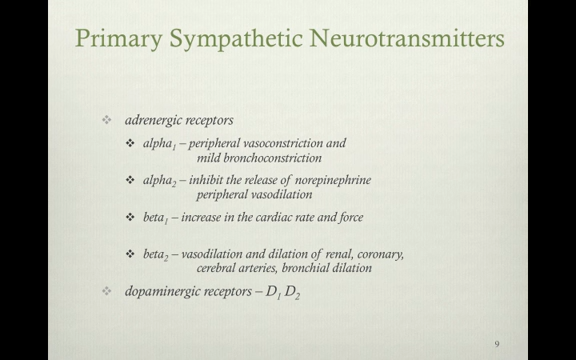 Primary Sympathetic Neurotransmitters
❖ adrenergic receptors
❖ alpha₁ – peripheral vasoconstriction and
mild bronchoconstriction
❖ alpha₂ – inhibit the release of norepinephrine
peripheral vasodilation
❖ beta₁ – increase in the cardiac rate and force
❖ beta₂ – vasodilation and dilation of renal, coronary,
cerebral arteries, bronchial dilation
❖ dopaminergic receptors – D₁ D₂
9